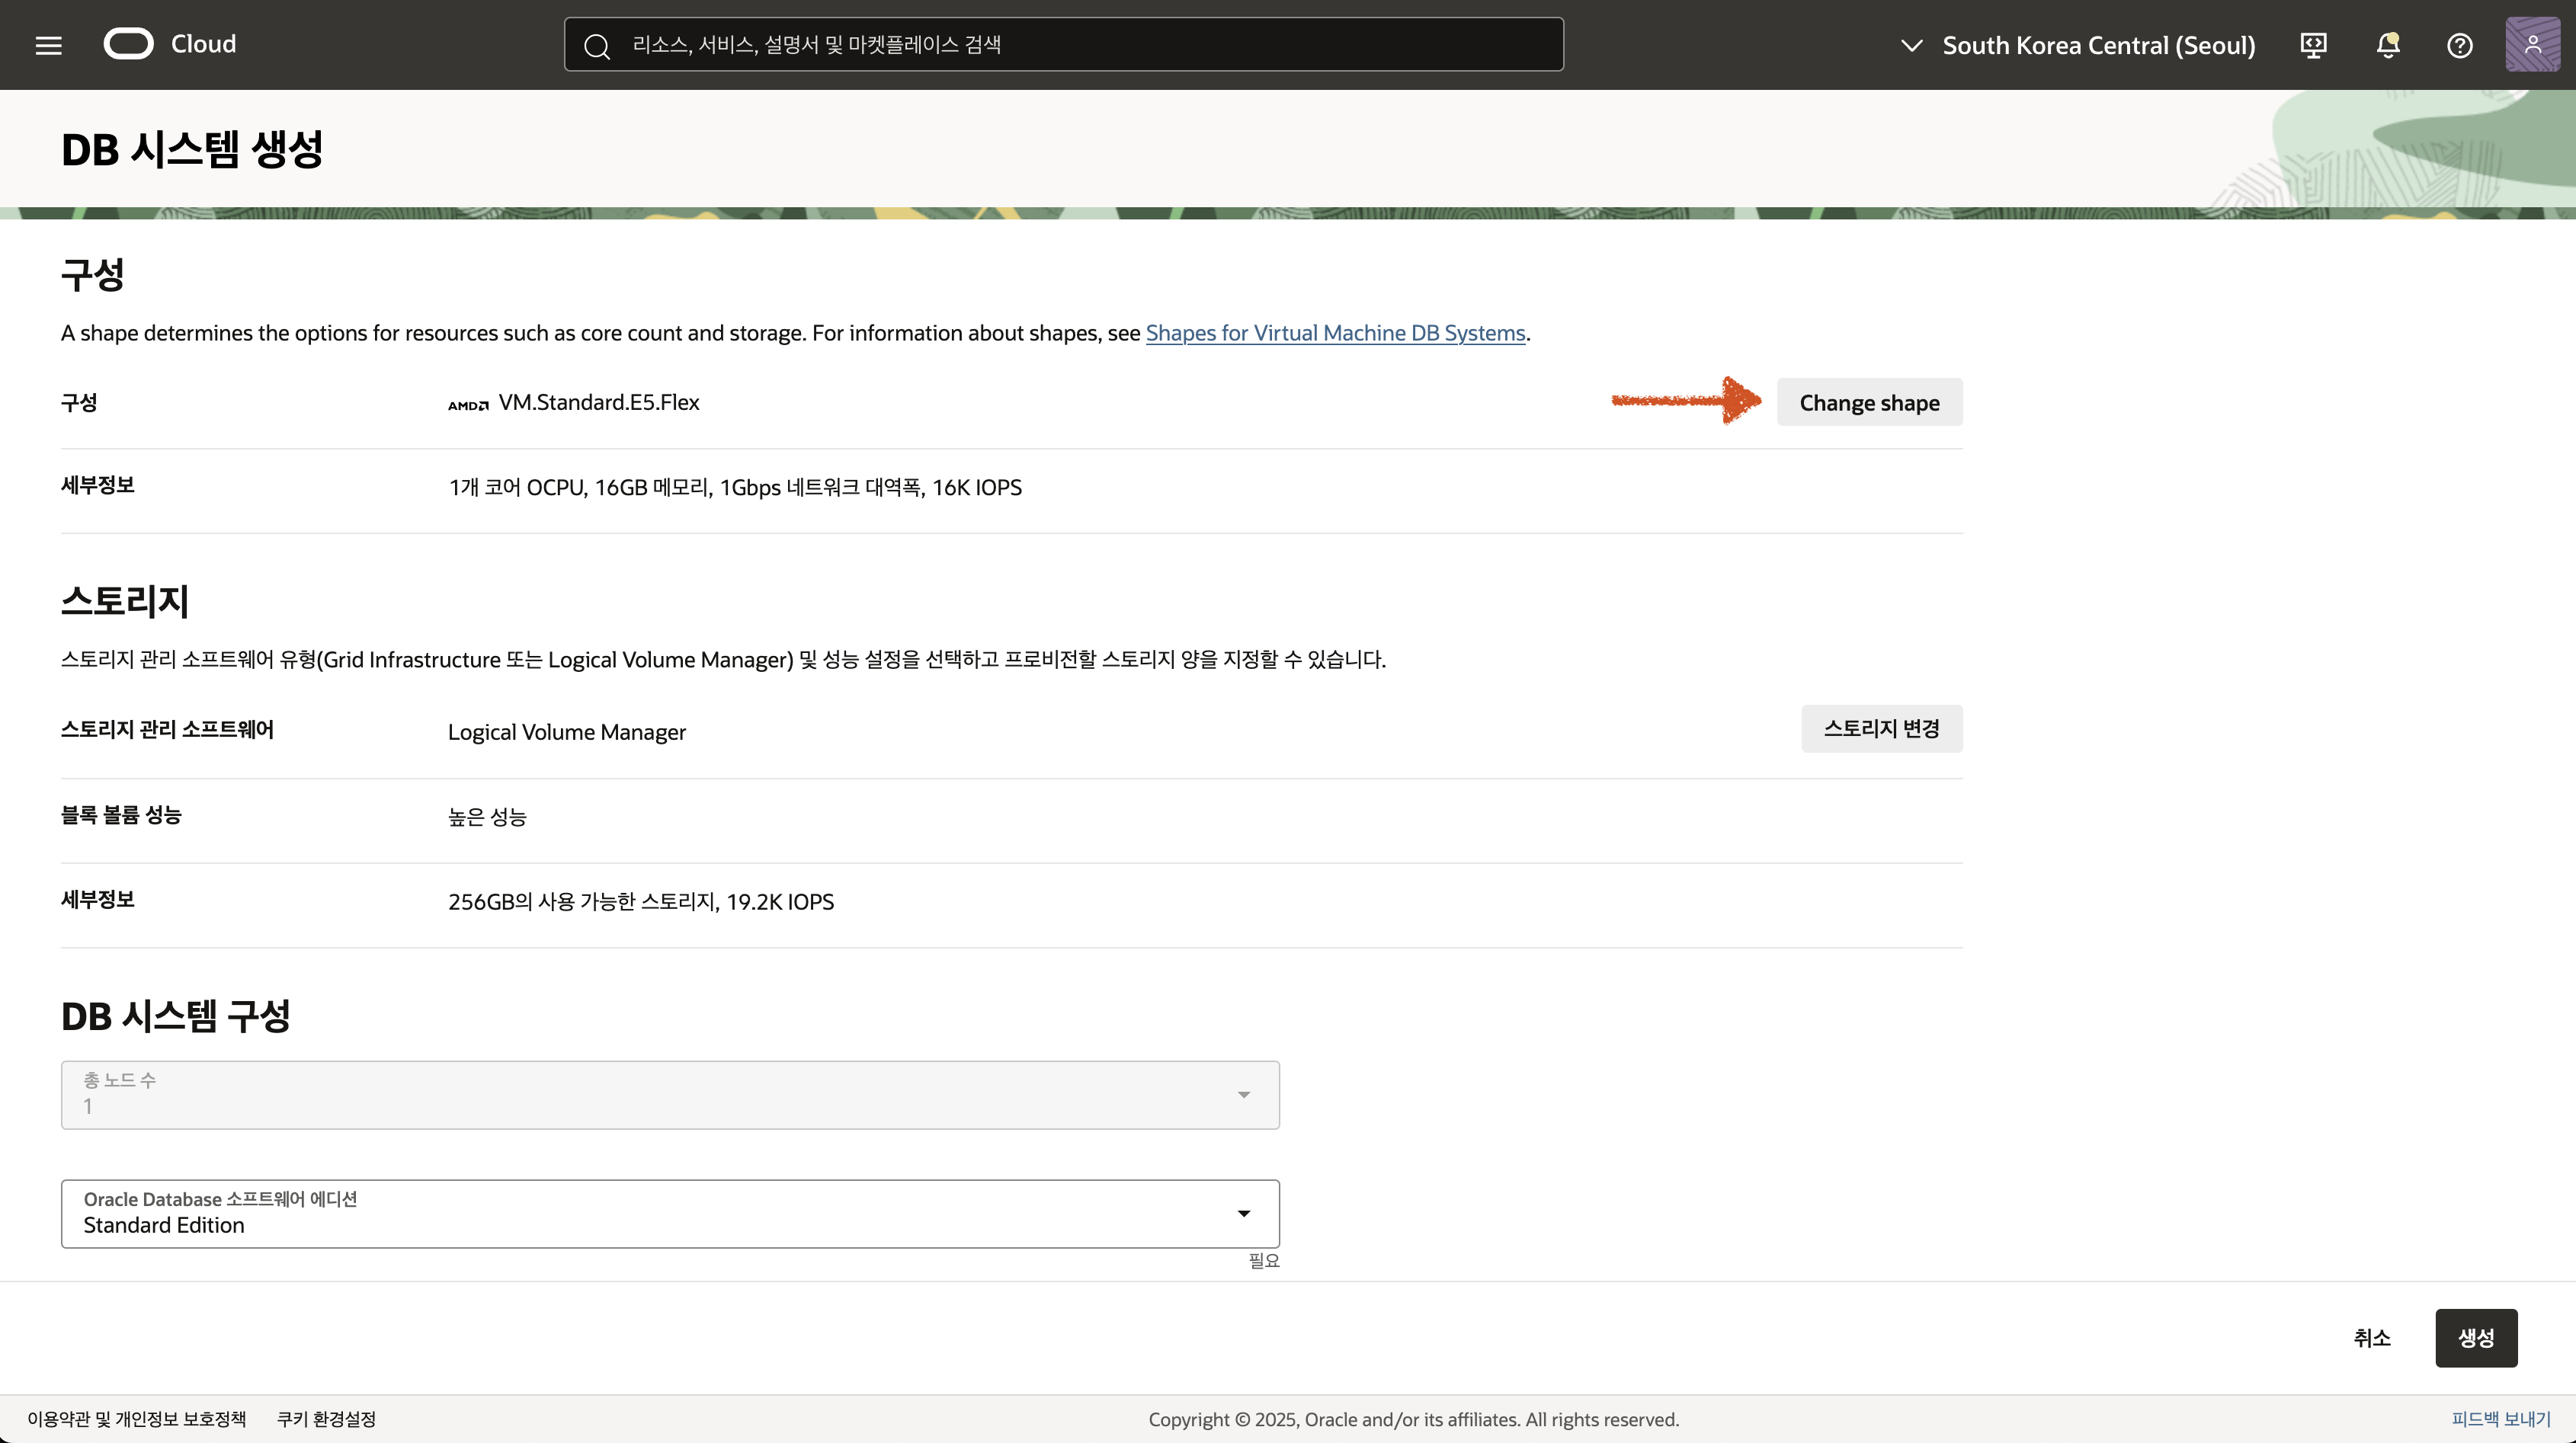 Cloud
리소스, 서비스, 설명서 및 마켓플레이스 검색
South Korea Central (Seoul)
DB 시스템 생성
구성
A shape determines the options for resources such as core count and storage. For information about shapes, see Shapes for Virtual Machine DB Systems.
구성
AMD VM.Standard.E5.Flex
Change shape
세부정보
1개 코어 OCPU, 16GB 메모리, 1Gbps 네트워크 대역폭, 16K IOPS
스토리지
스토리지 관리 소프트웨어 유형(Grid Infrastructure 또는 Logical Volume Manager) 및 성능 설정을 선택하고 프로비전할 스토리지 양을 지정할 수 있습니다.
스토리지 관리 소프트웨어
Logical Volume Manager
스토리지 변경
블록 볼륨 성능
높은 성능
세부정보
256GB의 사용 가능한 스토리지, 19.2K IOPS
DB 시스템 구성
총 노드 수
1
Oracle Database 소프트웨어 에디션
Standard Edition
필요
취소
생성
이용약관 및 개인정보 보호정책
쿠키 환경설정
Copyright © 2025, Oracle and/or its affiliates. All rights reserved.
피드백 보내기